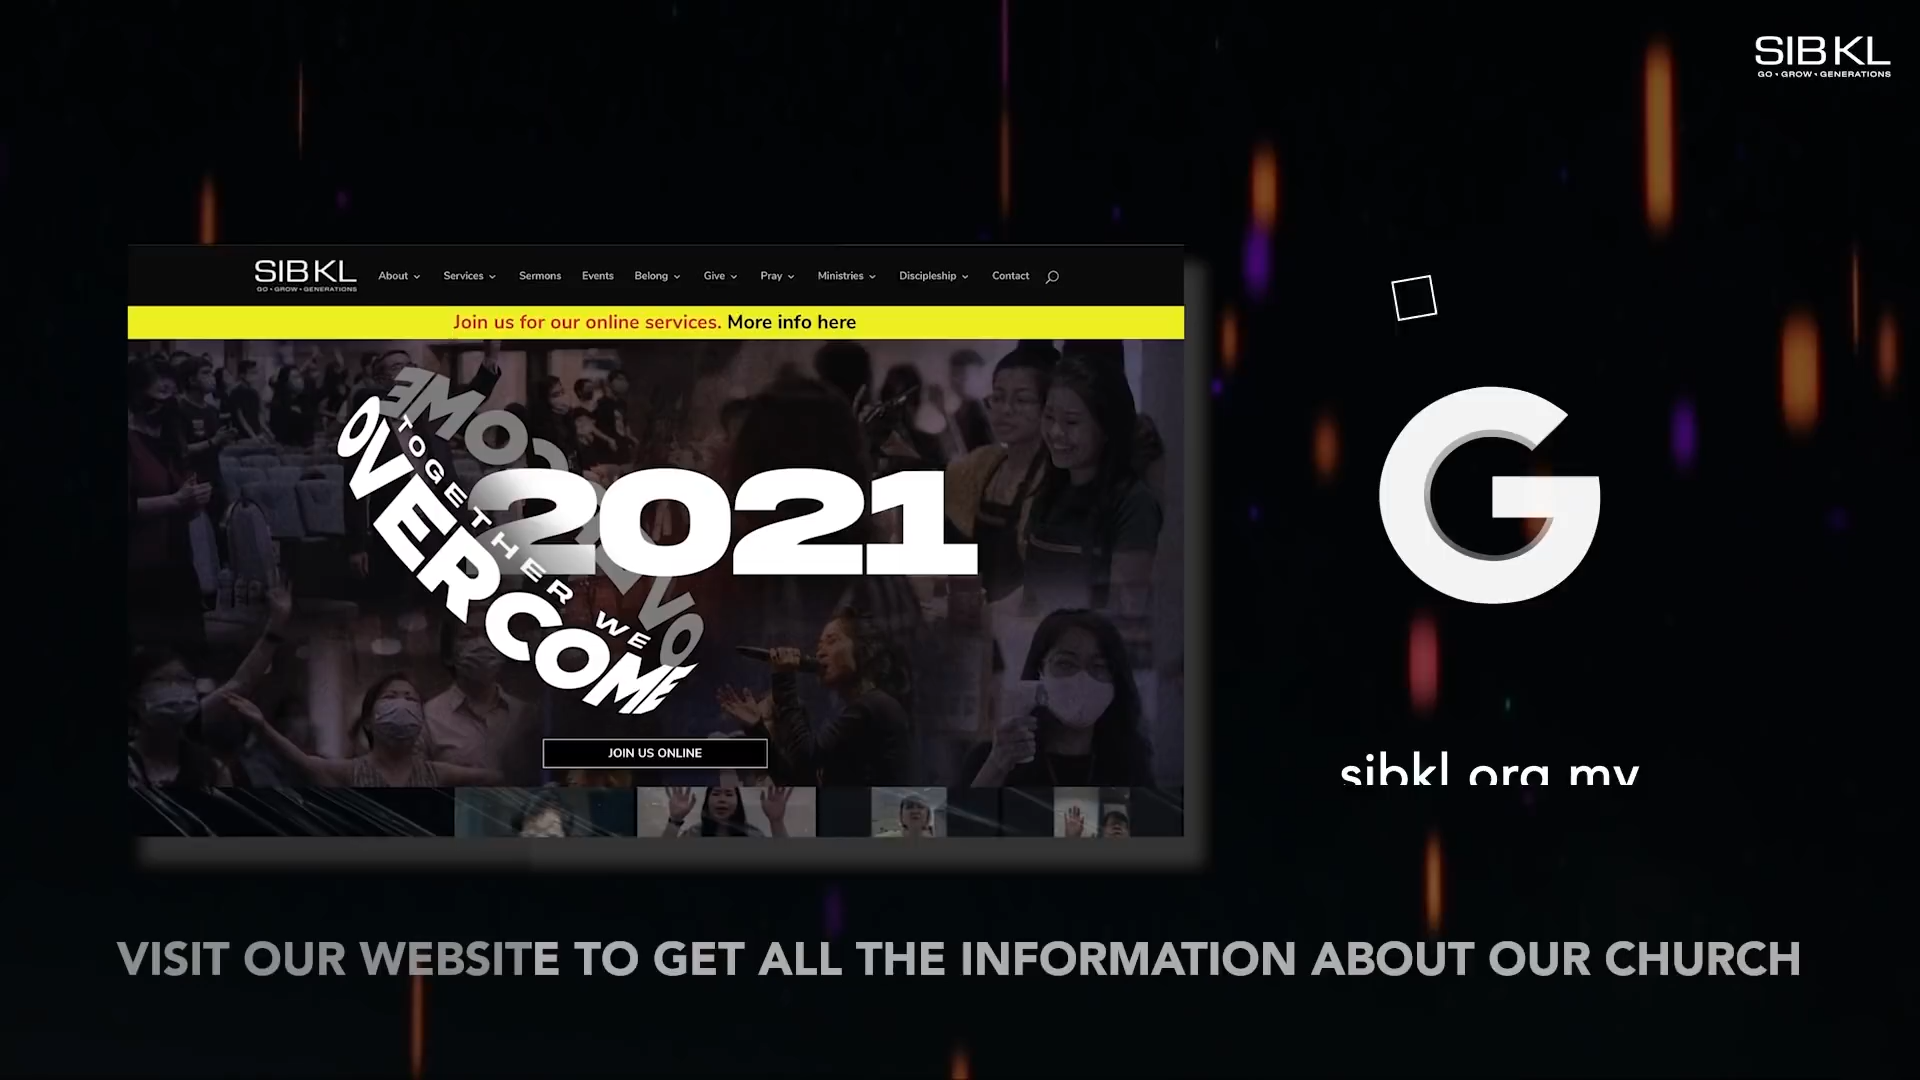 SIBKL
GO • GROW • GENERATIONS
SIBKL
GO • GROW • GENERATIONS
About
Services
Sermons
Events
Belong
Give
Pray
Ministries
Discipleship
Contact
Join us for our online services. More info here
OVERCOME
TOGETHER WE
OVERCOME
2021
JOIN US ONLINE
G
sibkl.org.my
VISIT OUR WEBSITE TO GET ALL THE INFORMATION ABOUT OUR CHURCH